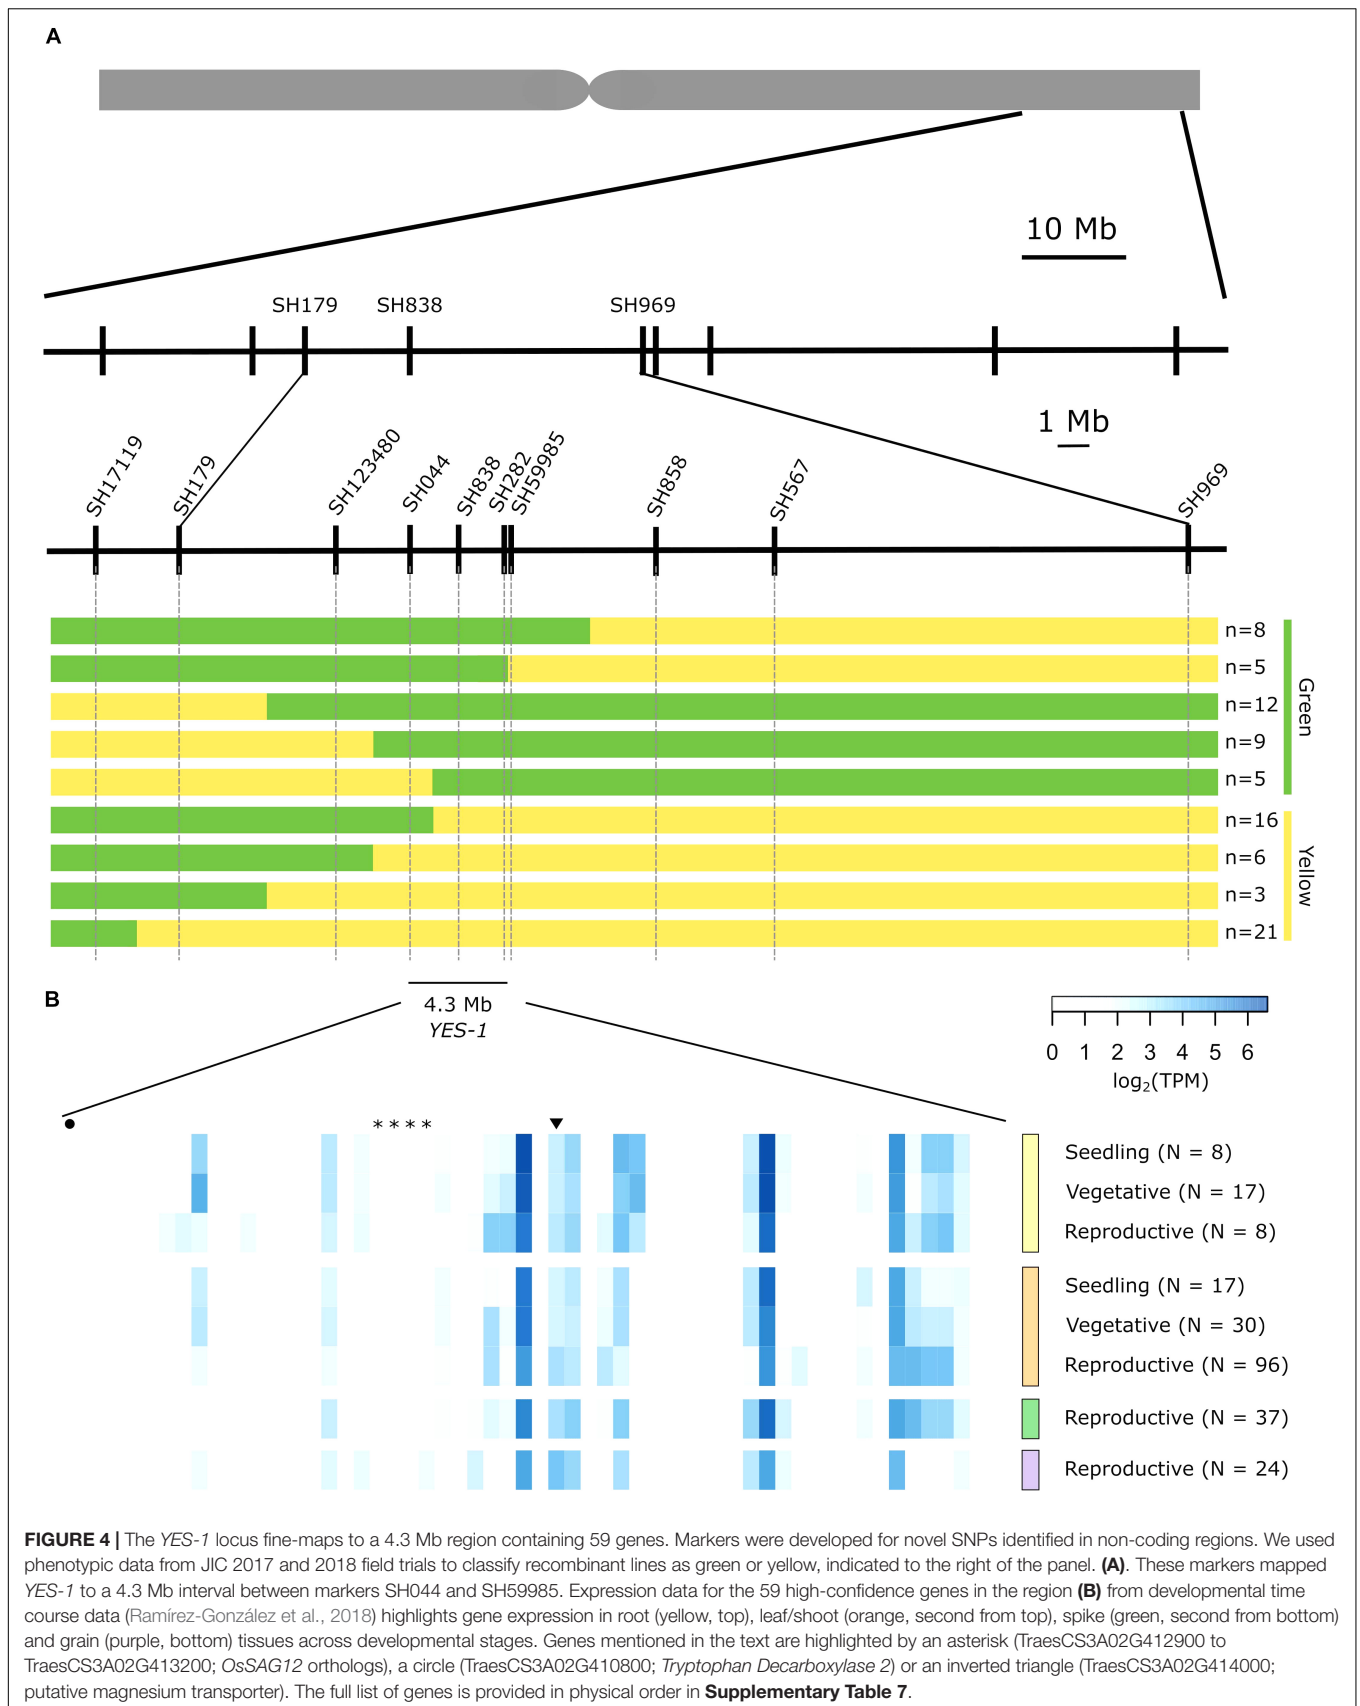 A
10 Mb
SH179 SH838 SH969
1 Mb
SH17119 SH179 SH123480 SH044 SH838 SH282 SH59985 SH858 SH567 SH969
n=8
n=5
n=12
n=9
n=5
Green
n=16
n=6
n=3
n=21
Yellow
B
4.3 Mb
YES-1
0 1 2 3 4 5 6
log2(TPM)
* * * *
Seedling (N = 8)
Vegetative (N = 17)
Reproductive (N = 8)
Seedling (N = 17)
Vegetative (N = 30)
Reproductive (N = 96)
Reproductive (N = 37)
Reproductive (N = 24)
FIGURE 4 | The YES-1 locus fine-maps to a 4.3 Mb region containing 59 genes. Markers were developed for novel SNPs identified in non-coding regions. We used
phenotypic data from JIC 2017 and 2018 field trials to classify recombinant lines as green or yellow, indicated to the right of the panel. (A). These markers mapped
YES-1 to a 4.3 Mb interval between markers SH044 and SH59985. Expression data for the 59 high-confidence genes in the region (B) from developmental time
course data (Ramírez-González et al., 2018) highlights gene expression in root (yellow, top), leaf/shoot (orange, second from top), spike (green, second from bottom)
and grain (purple, bottom) tissues across developmental stages. Genes mentioned in the text are highlighted by an asterisk (TraesCS3A02G412900 to
TraesCS3A02G413200; OsSAG12 orthologs), a circle (TraesCS3A02G410800; Tryptophan Decarboxylase 2) or an inverted triangle (TraesCS3A02G414000;
putative magnesium transporter). The full list of genes is provided in physical order in Supplementary Table 7.